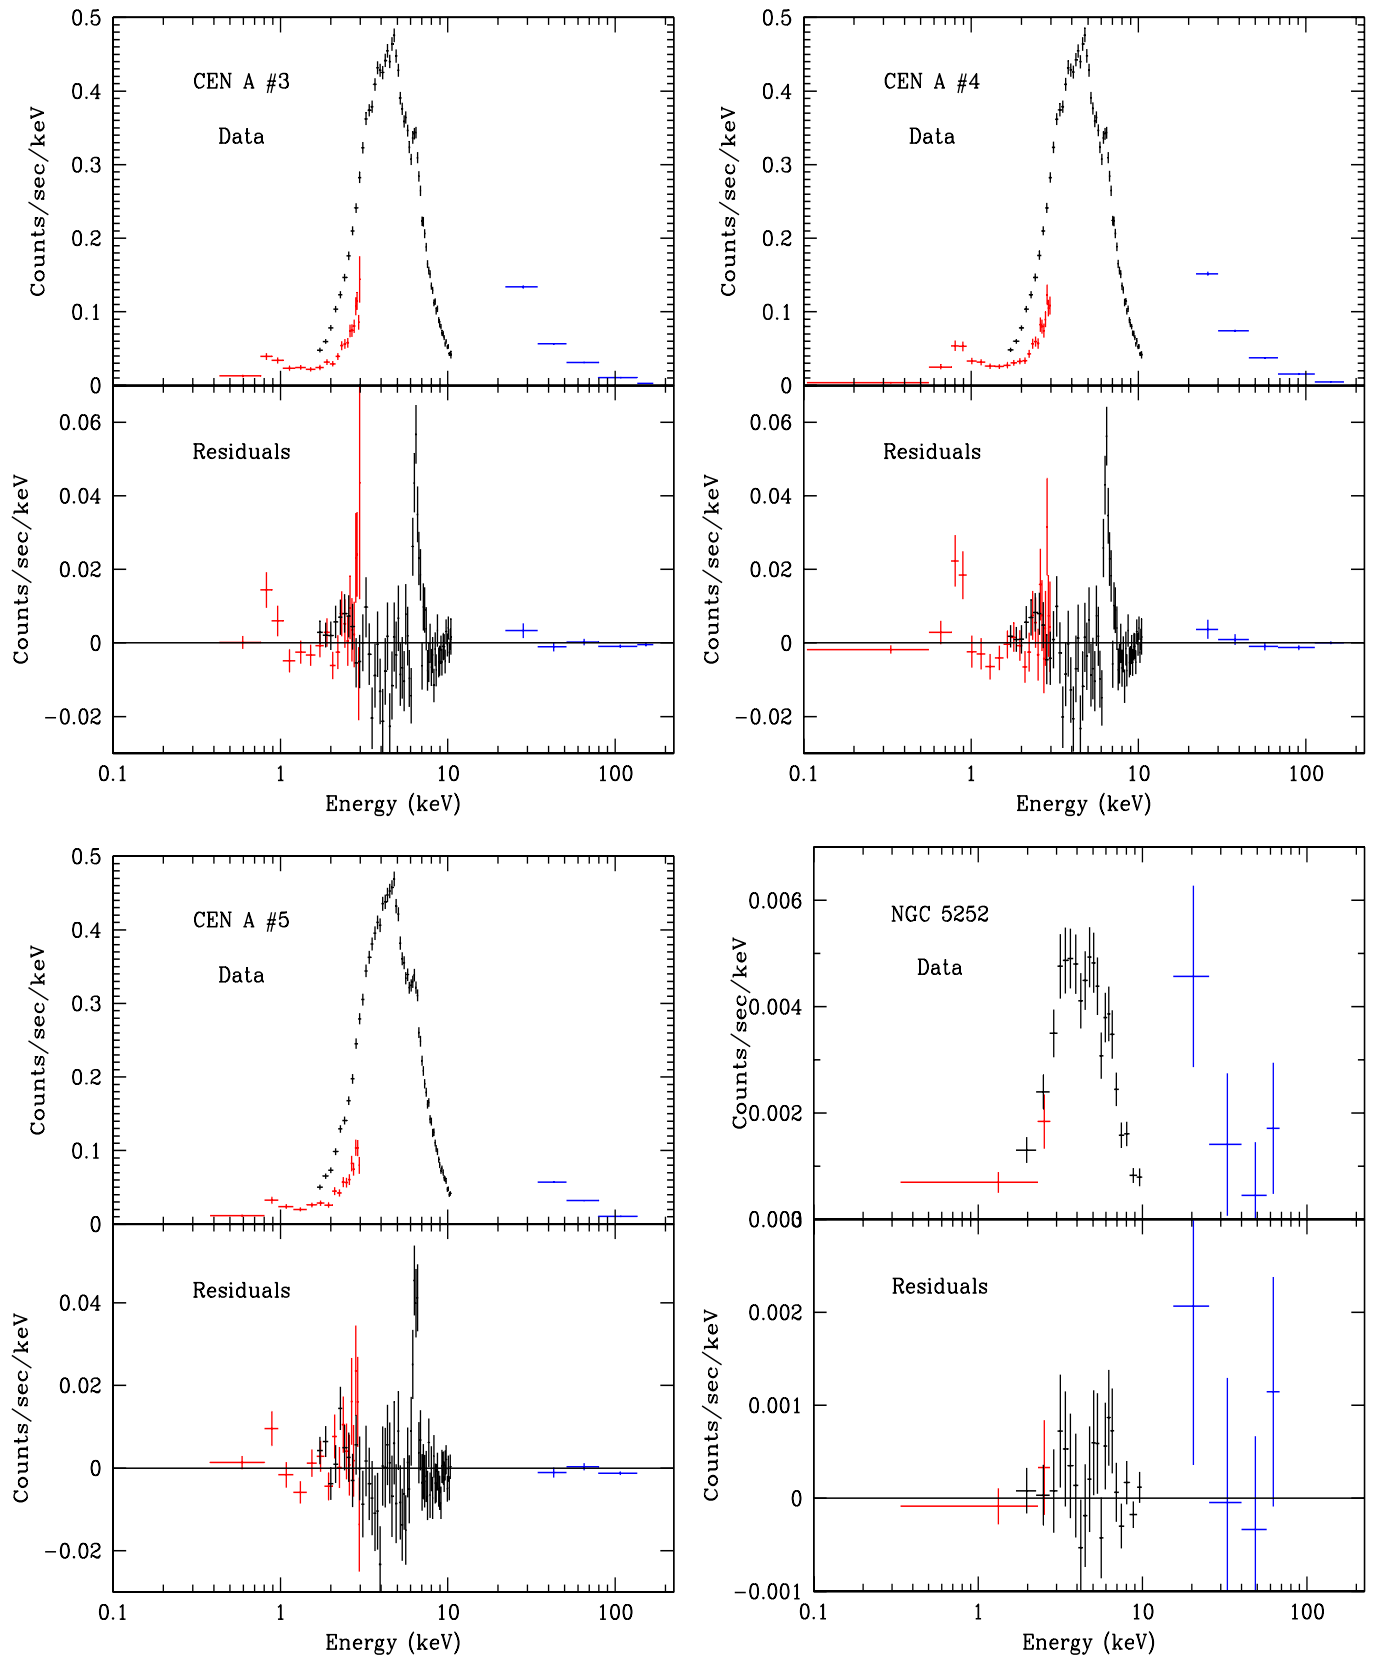 0.5
0.4
0.3
0.2
0.1
0
Counts/sec/keV
CEN A #3
Data
0.06
0.04
0.02
0
−0.02
Counts/sec/keV
Residuals
0.1 1 10 100
Energy (keV)
0.5
0.4
0.3
0.2
0.1
0
Counts/sec/keV
CEN A #4
Data
0.06
0.04
0.02
0
−0.02
Counts/sec/keV
Residuals
0.1 1 10 100
Energy (keV)
0.5
0.4
0.3
0.2
0.1
0
Counts/sec/keV
CEN A #5
Data
0.04
0.02
0
−0.02
Counts/sec/keV
Residuals
0.1 1 10 100
Energy (keV)
0.006
0.004
0.002
Counts/sec/keV
NGC 5252
Data
0.002
0.001
0
−0.001
Counts/sec/keV
Residuals
0.1 1 10 100
Energy (keV)